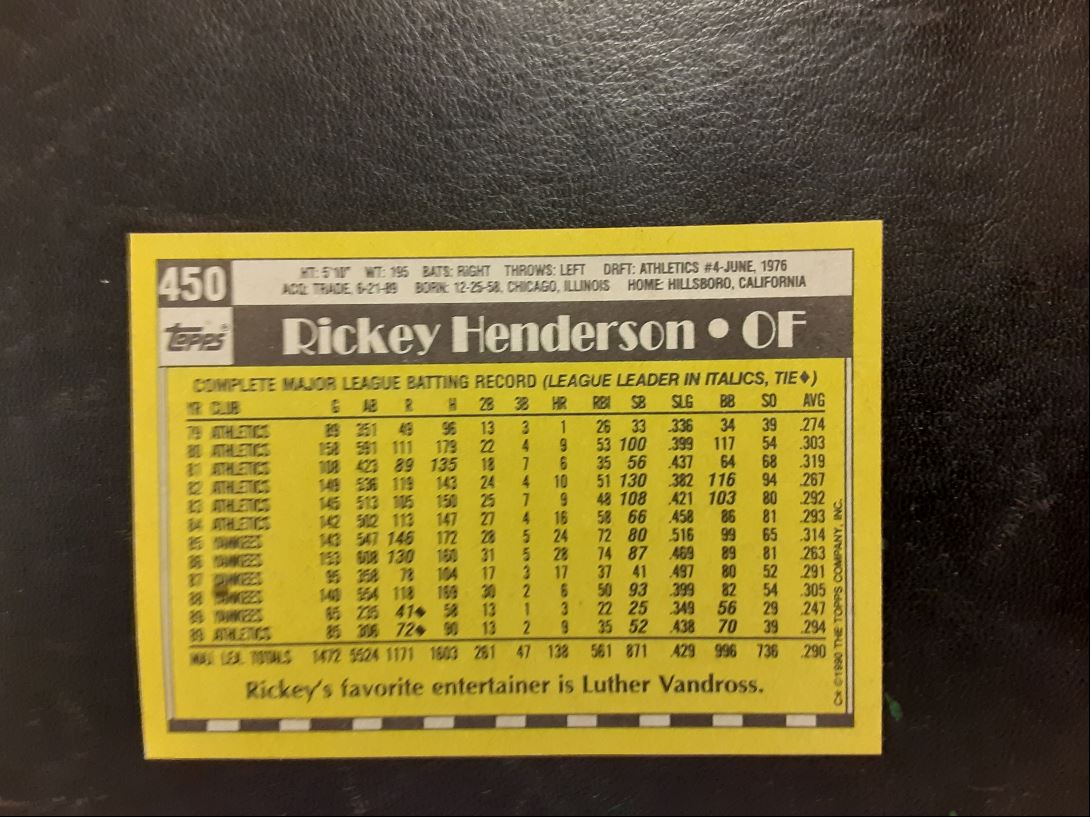 450
HT: 5'10" WT: 195 BATS: RIGHT THROWS: LEFT DRFT: ATHLETICS #4-JUNE, 1976
ACQ: TRADE, 6-21-89 BORN: 12-25-58, CHICAGO, ILLINOIS HOME: HILLSBORO, CALIFORNIA
Topps®
Rickey Henderson • OF
COMPLETE MAJOR LEAGUE BATTING RECORD (LEAGUE LEADER IN ITALICS, TIE♦)
YR CLUB G AB R H 2B 3B HR RBI SB SLG BB SO AVG
79 ATHLETICS 89 351 49 96 13 3 1 26 33 .336 34 39 .274
80 ATHLETICS 158 591 111 179 22 4 9 53 100 .399 117 54 .303
81 ATHLETICS 108 423 89 135 18 7 6 35 56 .437 64 68 .319
82 ATHLETICS 149 536 119 143 24 4 10 51 130 .382 116 94 .267
83 ATHLETICS 145 513 105 150 25 7 9 48 108 .421 103 80 .292
84 ATHLETICS 142 502 113 147 27 4 16 58 66 .458 86 81 .293
85 YANKEES 143 547 146 172 28 5 24 72 80 .516 99 65 .314
86 YANKEES 153 608 130 160 31 5 28 74 87 .469 89 81 .263
87 YANKEES 95 358 78 104 17 3 17 37 41 .497 80 52 .291
88 YANKEES 140 554 118 169 30 2 6 50 93 .399 82 54 .305
89 YANKEES 65 235 41♦ 58 13 1 3 22 25 .349 56 29 .247
89 ATHLETICS 85 306 72♦ 90 13 2 9 35 52 .438 70 39 .294
MAJ. LEA. TOTALS 1472 5524 1171 1603 261 47 138 561 871 .429 996 736 .290
Rickey's favorite entertainer is Luther Vandross.
C* ©1990 THE TOPPS COMPANY, INC.